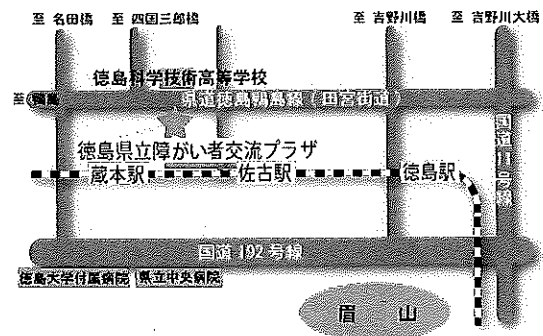 至 名田橋
至 四国三郎橋
至 吉野川橋
至 吉野川大橋
徳島科学技術高等学校
至 鴨島
県道徳島鴨島線（田宮街道）
国道11号線
徳島県立障がい者交流プラザ
蔵本駅
佐古駅
徳島駅
国道192号線
徳島大学付属病院
県立中央病院
眉 山